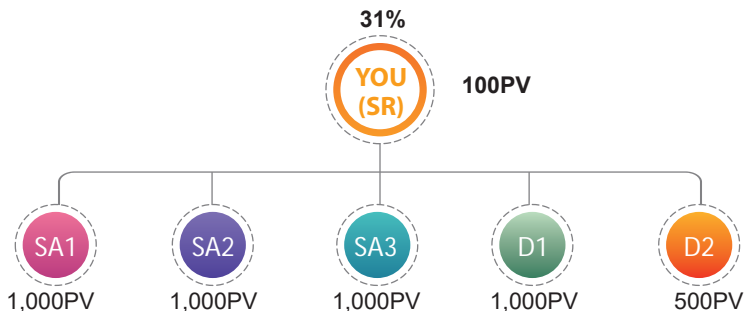 31%
YOU
(SR)
100PV
SA1
SA2
SA3
D1
D2
1,000PV
1,000PV
1,000PV
1,000PV
500PV